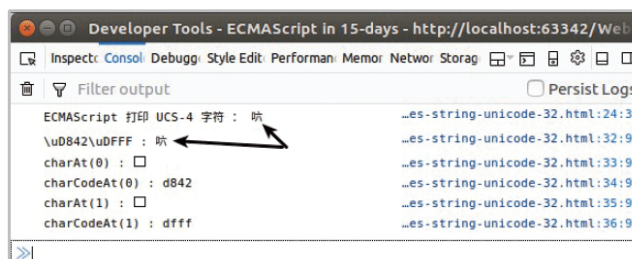 Developer Tools - ECMAScript in 15-days - http://localhost:63342/Web
Inspecto Consol Debugg Style Edit Performan Memor Networ Storag
Filter output Persist Logs
ECMAScript 打印 UCS-4 字符 : 𠯿 …es-string-unicode-32.html:24:3
\uD842\uDFFF : 𠯿 …es-string-unicode-32.html:32:9
charAt(0) : □ …es-string-unicode-32.html:33:9
charCodeAt(0) : d842 …es-string-unicode-32.html:34:9
charAt(1) : □ …es-string-unicode-32.html:35:9
charCodeAt(1) : dfff …es-string-unicode-32.html:36:9